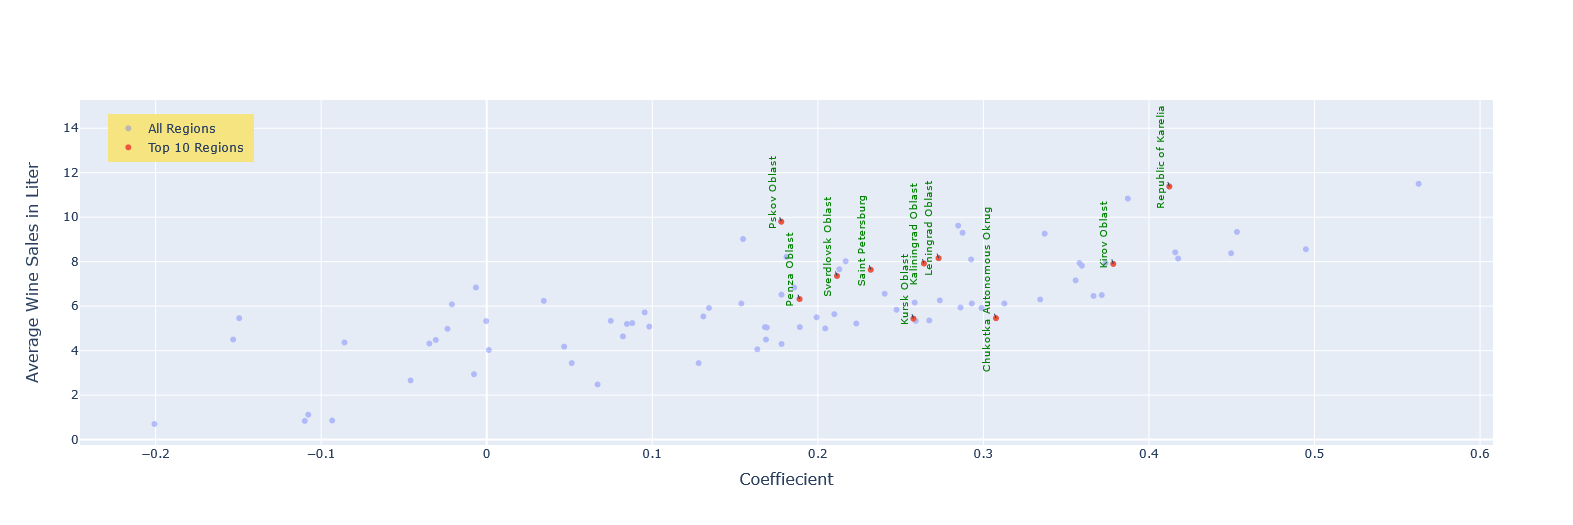 All Regions
Top 10 Regions
Average Wine Sales in Liter
14
12
10
8
6
4
2
0
Pskov Oblast
Penza Oblast
Sverdlovsk Oblast
Saint Petersburg
Kursk Oblast
Kaliningrad Oblast
Leningrad Oblast
Chukotka Autonomous Okrug
Kirov Oblast
Republic of Karelia
−0.2
−0.1
0
0.1
0.2
0.3
0.4
0.5
0.6
Coeffiecient